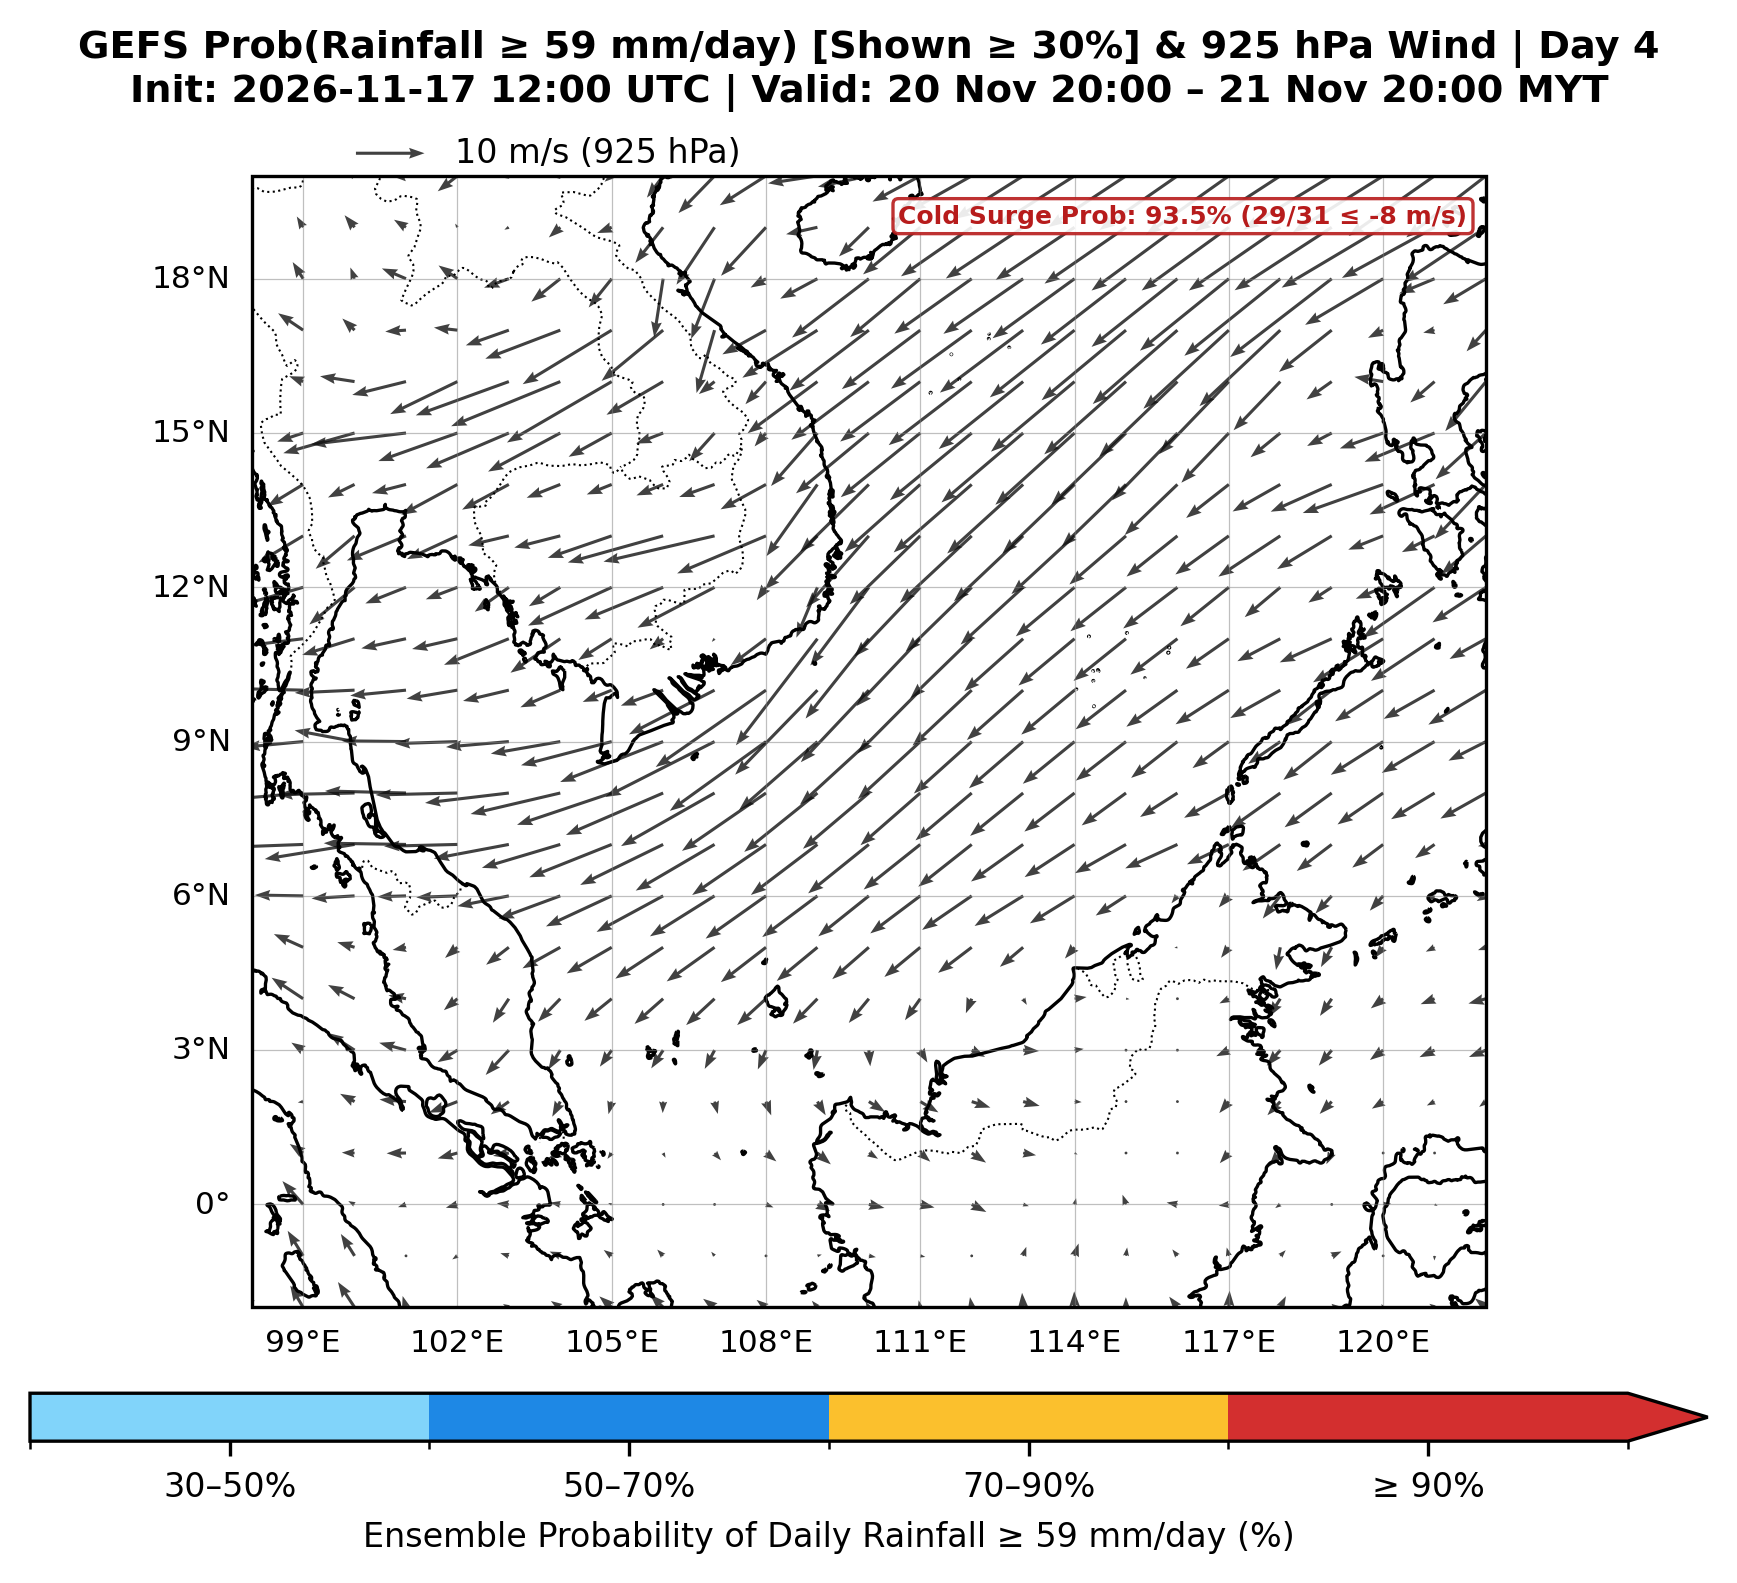 GEFS Prob(Rainfall ≥ 59 mm/day) [Shown ≥ 30%] & 925 hPa Wind | Day 4
Init: 2026-11-17 12:00 UTC | Valid: 20 Nov 20:00 – 21 Nov 20:00 MYT
10 m/s (925 hPa)
Cold Surge Prob: 93.5% (29/31 ≤ -8 m/s)
18°N
15°N
12°N
9°N
6°N
3°N
0°
99°E 102°E 105°E 108°E 111°E 114°E 117°E 120°E
30–50% 50–70% 70–90% ≥ 90%
Ensemble Probability of Daily Rainfall ≥ 59 mm/day (%)